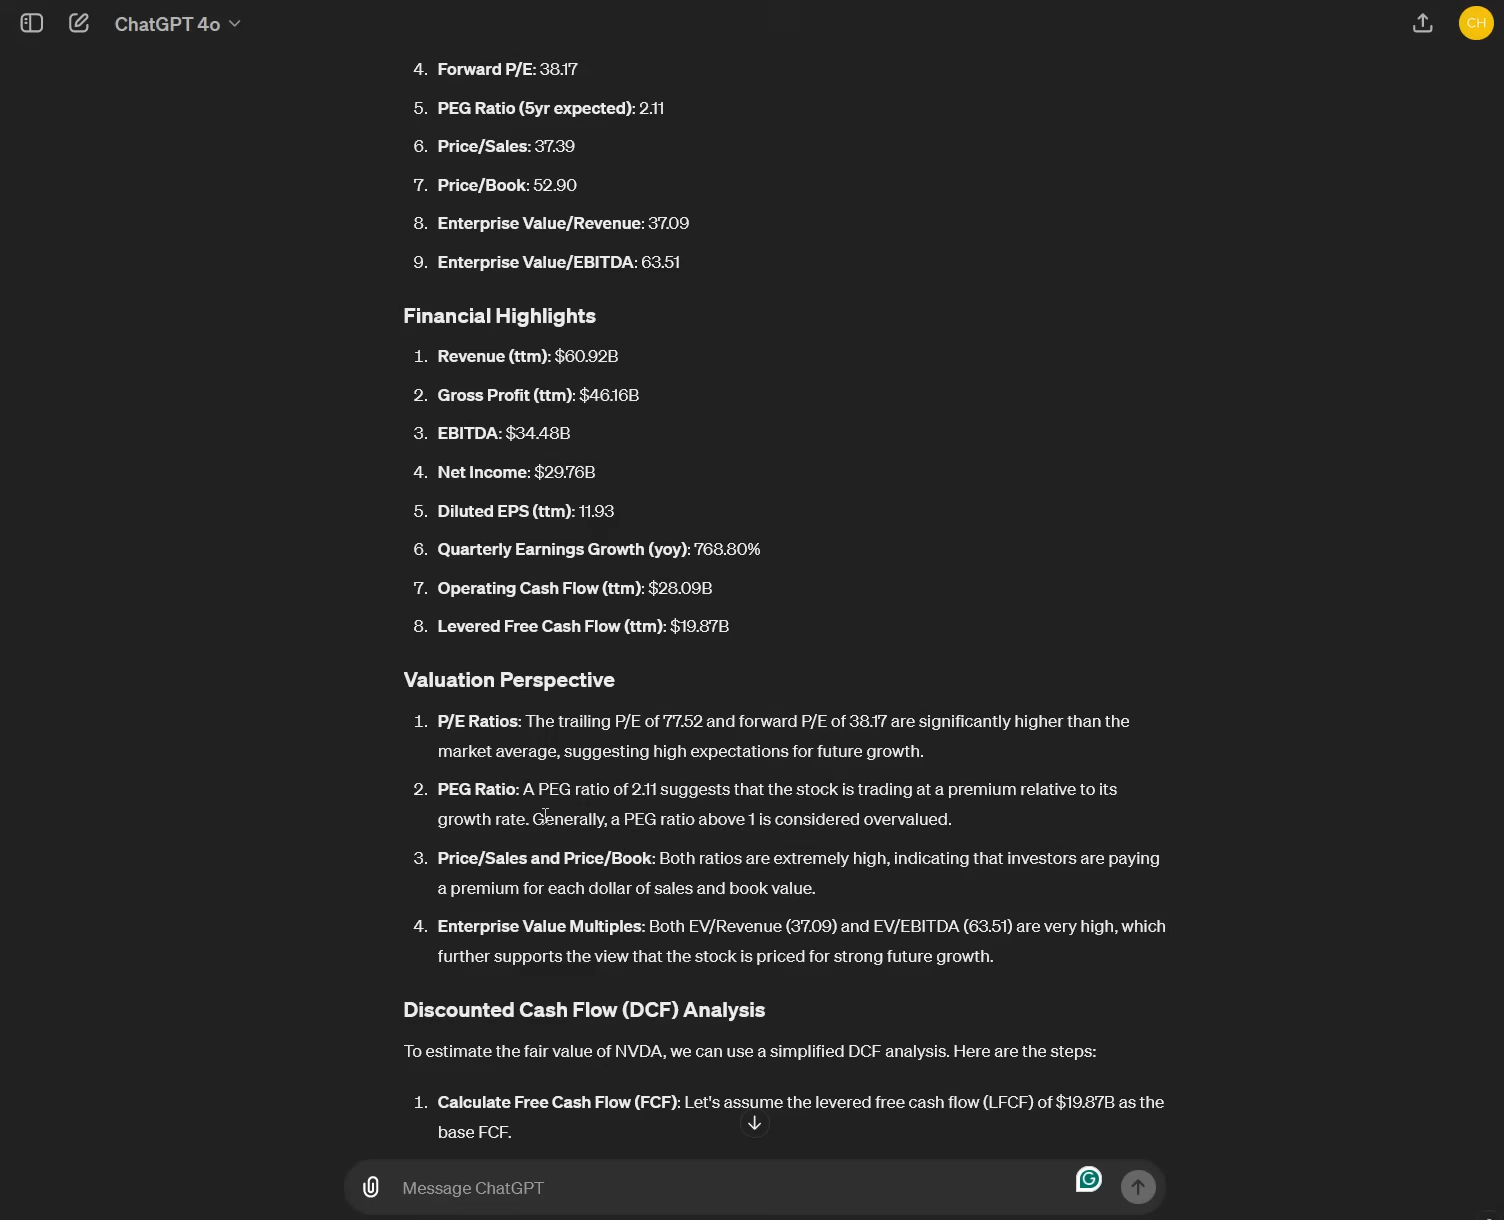 ChatGPT 4o
CH
4. Forward P/E: 38.17
5. PEG Ratio (5yr expected): 2.11
6. Price/Sales: 37.39
7. Price/Book: 52.90
8. Enterprise Value/Revenue: 37.09
9. Enterprise Value/EBITDA: 63.51
Financial Highlights
1. Revenue (ttm): $60.92B
2. Gross Profit (ttm): $46.16B
3. EBITDA: $34.48B
4. Net Income: $29.76B
5. Diluted EPS (ttm): 11.93
6. Quarterly Earnings Growth (yoy): 768.80%
7. Operating Cash Flow (ttm): $28.09B
8. Levered Free Cash Flow (ttm): $19.87B
Valuation Perspective
1. P/E Ratios: The trailing P/E of 77.52 and forward P/E of 38.17 are significantly higher than the
market average, suggesting high expectations for future growth.
2. PEG Ratio: A PEG ratio of 2.11 suggests that the stock is trading at a premium relative to its
growth rate. Generally, a PEG ratio above 1 is considered overvalued.
3. Price/Sales and Price/Book: Both ratios are extremely high, indicating that investors are paying
a premium for each dollar of sales and book value.
4. Enterprise Value Multiples: Both EV/Revenue (37.09) and EV/EBITDA (63.51) are very high, which
further supports the view that the stock is priced for strong future growth.
Discounted Cash Flow (DCF) Analysis
To estimate the fair value of NVDA, we can use a simplified DCF analysis. Here are the steps:
1. Calculate Free Cash Flow (FCF): Let's assume the levered free cash flow (LFCF) of $19.87B as the
base FCF.
Message ChatGPT
G